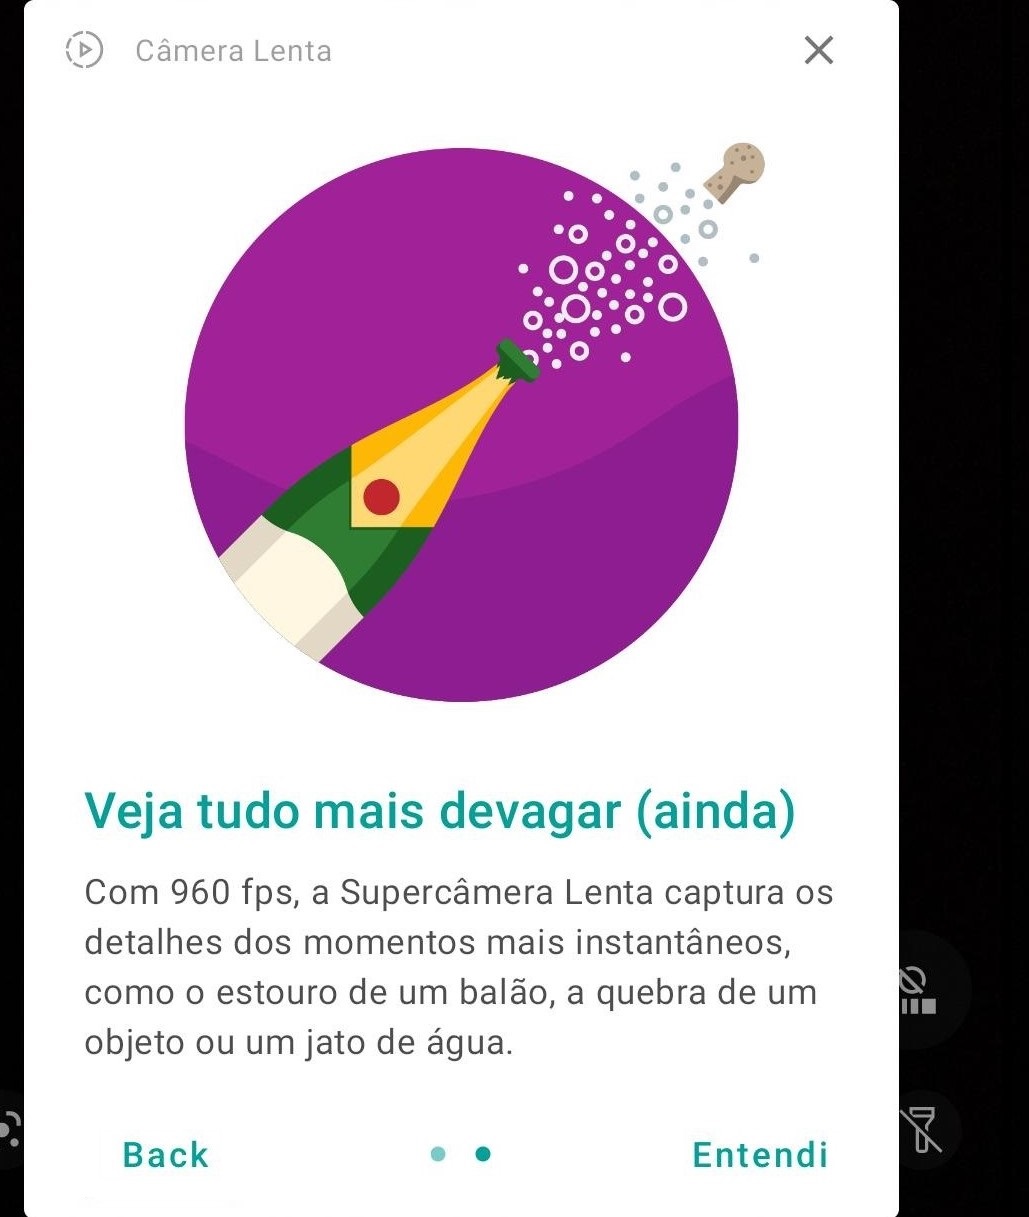 Câmera Lenta
Veja tudo mais devagar (ainda)
Com 960 fps, a Supercâmera Lenta captura os
detalhes dos momentos mais instantâneos,
como o estouro de um balão, a quebra de um
objeto ou um jato de água.
Back
Entendi